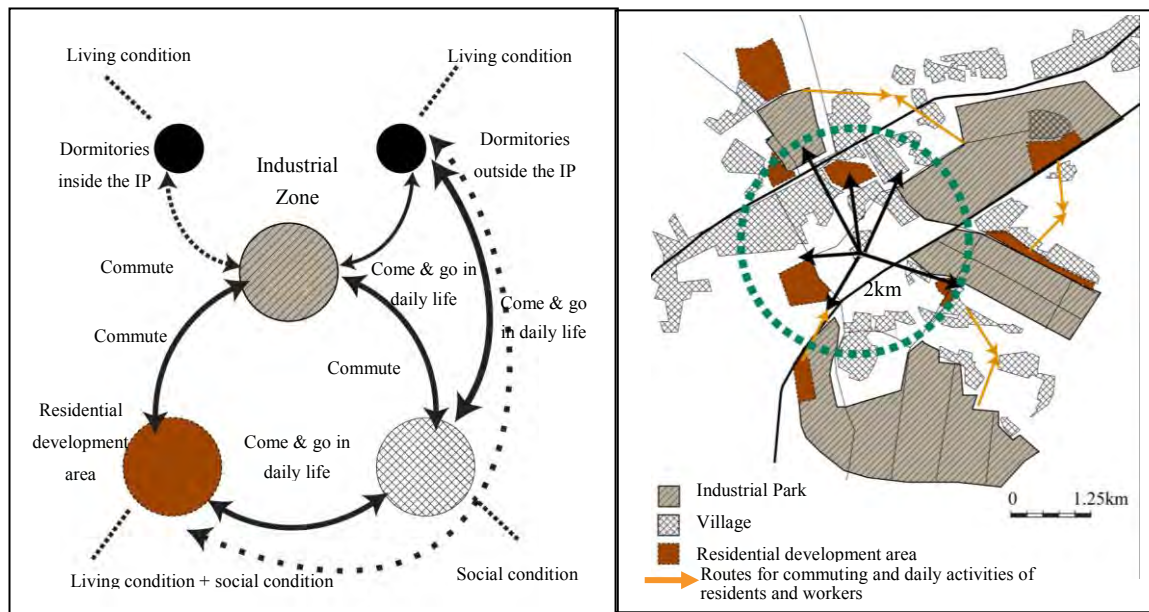 Living condition
Living condition
Dormitories
inside the IP
Industrial
Zone
Dormitories
outside the IP
Commute
Come & go in
daily life
Come & go
in daily life
Commute
Commute
Residential
development
area
Come & go in
daily life
Living condition + social condition
Social condition
2km
Industrial Park
Village
Residential development area
Routes for commuting and daily activities of
residents and workers
0 1.25km